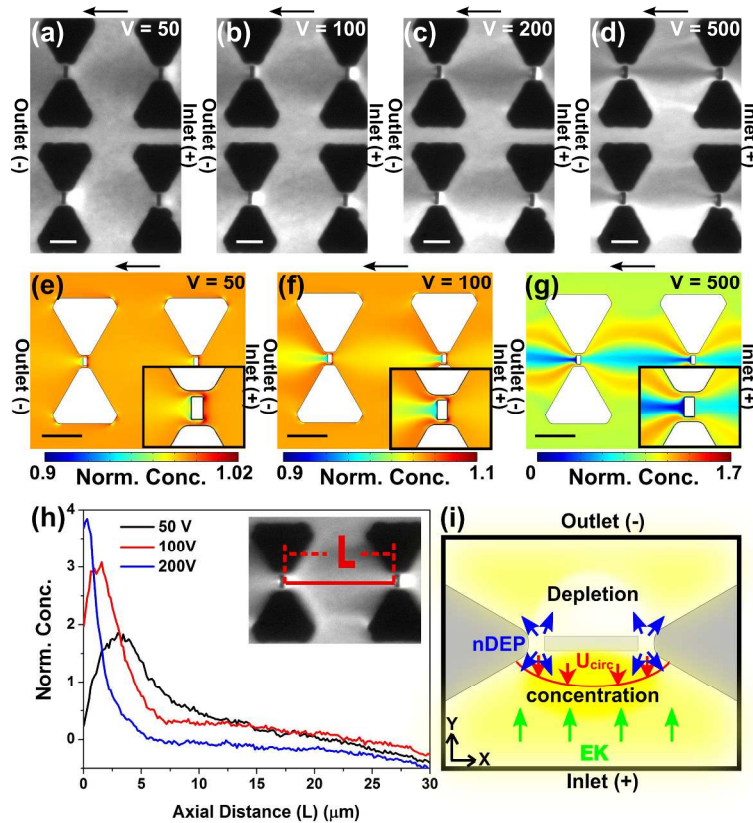 (a)
V = 50
Outlet (-)
Inlet (+)
(b)
V = 100
Outlet (-)
Inlet (+)
(c)
V = 200
Outlet (-)
Inlet (+)
(d)
V = 500
Outlet (-)
Inlet (+)
(e)
V = 50
Outlet (-)
Inlet (+)
0.9
Norm. Conc.
1.02
(f)
V = 100
Outlet (-)
Inlet (+)
0.9
Norm. Conc.
1.1
(g)
V = 500
Outlet (-)
Inlet (+)
0
Norm. Conc.
1.7
(h)
50 V
100V
200V
L
Norm. Conc.
4
3
2
1
0
0
5
10
15
20
25
30
Axial Distance (L) (μm)
(i)
Outlet (-)
Depletion
nDEP
Ucirc
concentration
Y
X
EK
Inlet (+)